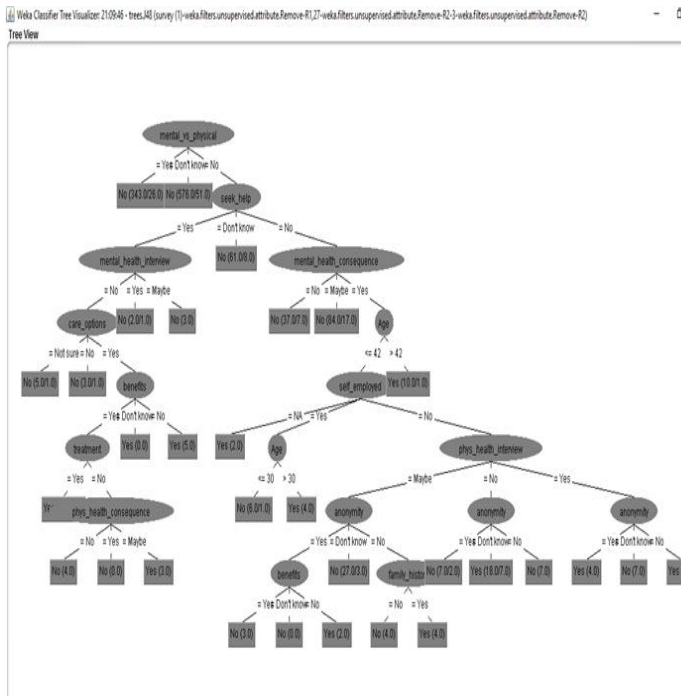 Weka Classifier Tree Visualizer: 21:09:46 - trees.J48 (survey (1)-weka.filters.unsupervised.attribute.Remove-R1,27-weka.filters.unsupervised.attribute.Remove-R2-3-weka.filters.unsupervised.attribute.Remove-R2)
Tree View
mental_vs_physical
= Yes = Don't know = No
No (343.0/26.0) No (576.0/51.0) seek_help
= Yes = Don't know = No
mental_health_interview No (61.0/8.0) mental_health_consequence
= No = Yes = Maybe = No = Maybe = Yes
care_options No (2.0/1.0) No (3.0) No (37.0/7.0) No (84.0/17.0) Age
= Not sure = No = Yes <= 42 > 42
No (5.0/1.0) No (3.0/1.0) benefits self_employed Yes (10.0/1.0)
= Yes = Don't know = No = NA = Yes = No
treatment Yes (0.0) Yes (5.0) Yes (2.0) Age phys_health_interview
= Yes = No <= 30 > 30 = Maybe = No = Yes
phys_health_consequence No (6.0/1.0) Yes (4.0) anonymity anonymity anonymity
= No = Yes = Maybe = Yes = Don't know = No = Yes = Don't know = No = Yes = Don't know = No
No (4.0) No (0.0) Yes (3.0) benefits No (27.0/3.0) No (7.0/2.0) Yes (18.0/7.0) No (7.0) Yes (4.0) No (7.0) Yes
= Yes = Don't know = No = No = Yes
No (3.0) No (0.0) Yes (2.0) No (4.0) Yes (4.0)